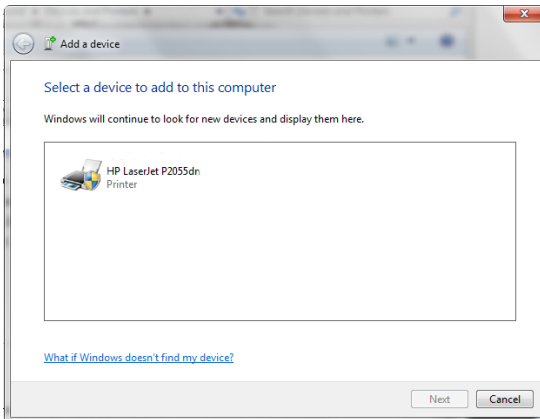 Add a device
Select a device to add to this computer
Windows will continue to look for new devices and display them here.
HP LaserJet P2055dn
Printer
What if Windows doesn't find my device?
Next
Cancel